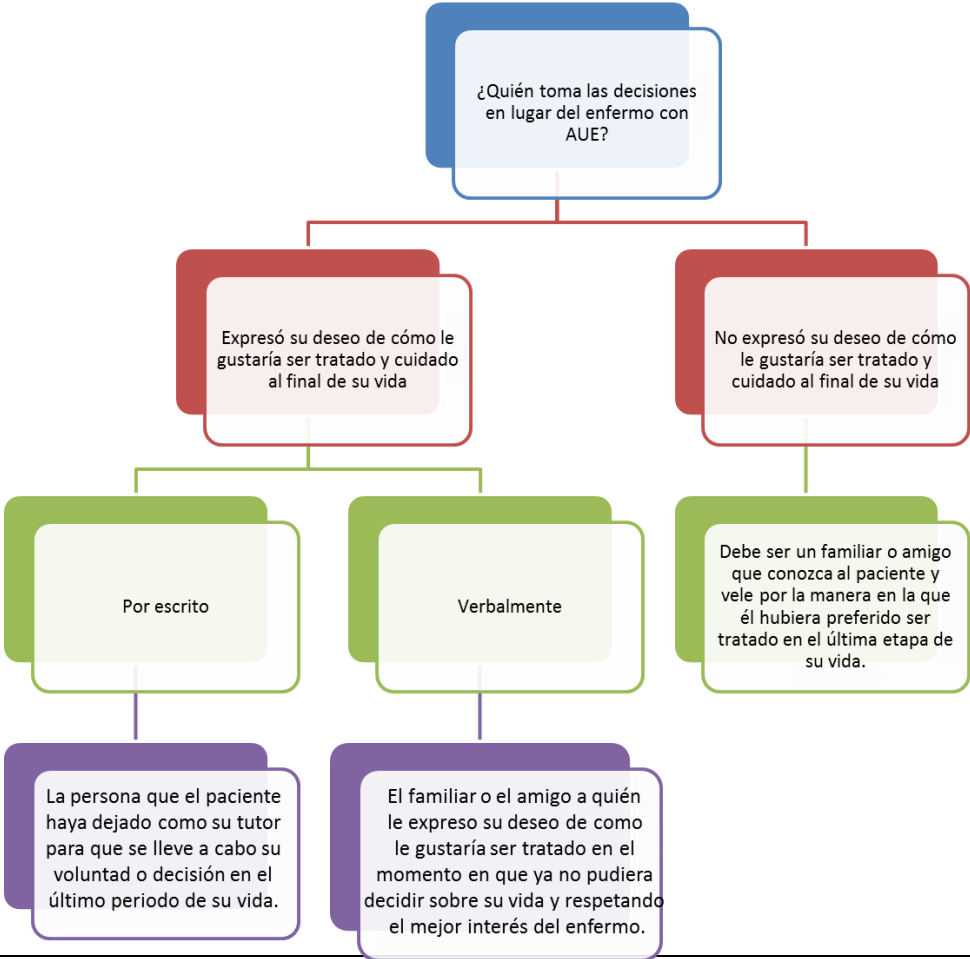 ¿Quién toma las decisiones
en lugar del enfermo con
AUE?
Expresó su deseo de cómo le
gustaría ser tratado y cuidado
al final de su vida
No expresó su deseo de cómo
le gustaría ser tratado y
cuidado al final de su vida
Por escrito
Verbalmente
Debe ser un familiar o amigo
que conozca al paciente y
vele por la manera en la que
él hubiera preferido ser
tratado en el última etapa de
su vida.
La persona que el paciente
haya dejado como su tutor
para que se lleve a cabo su
voluntad o decisión en el
último periodo de su vida.
El familiar o el amigo a quién
le expreso su deseo de como
le gustaría ser tratado en el
momento en que ya no pudiera
decidir sobre su vida y respetando
el mejor interés del enfermo.